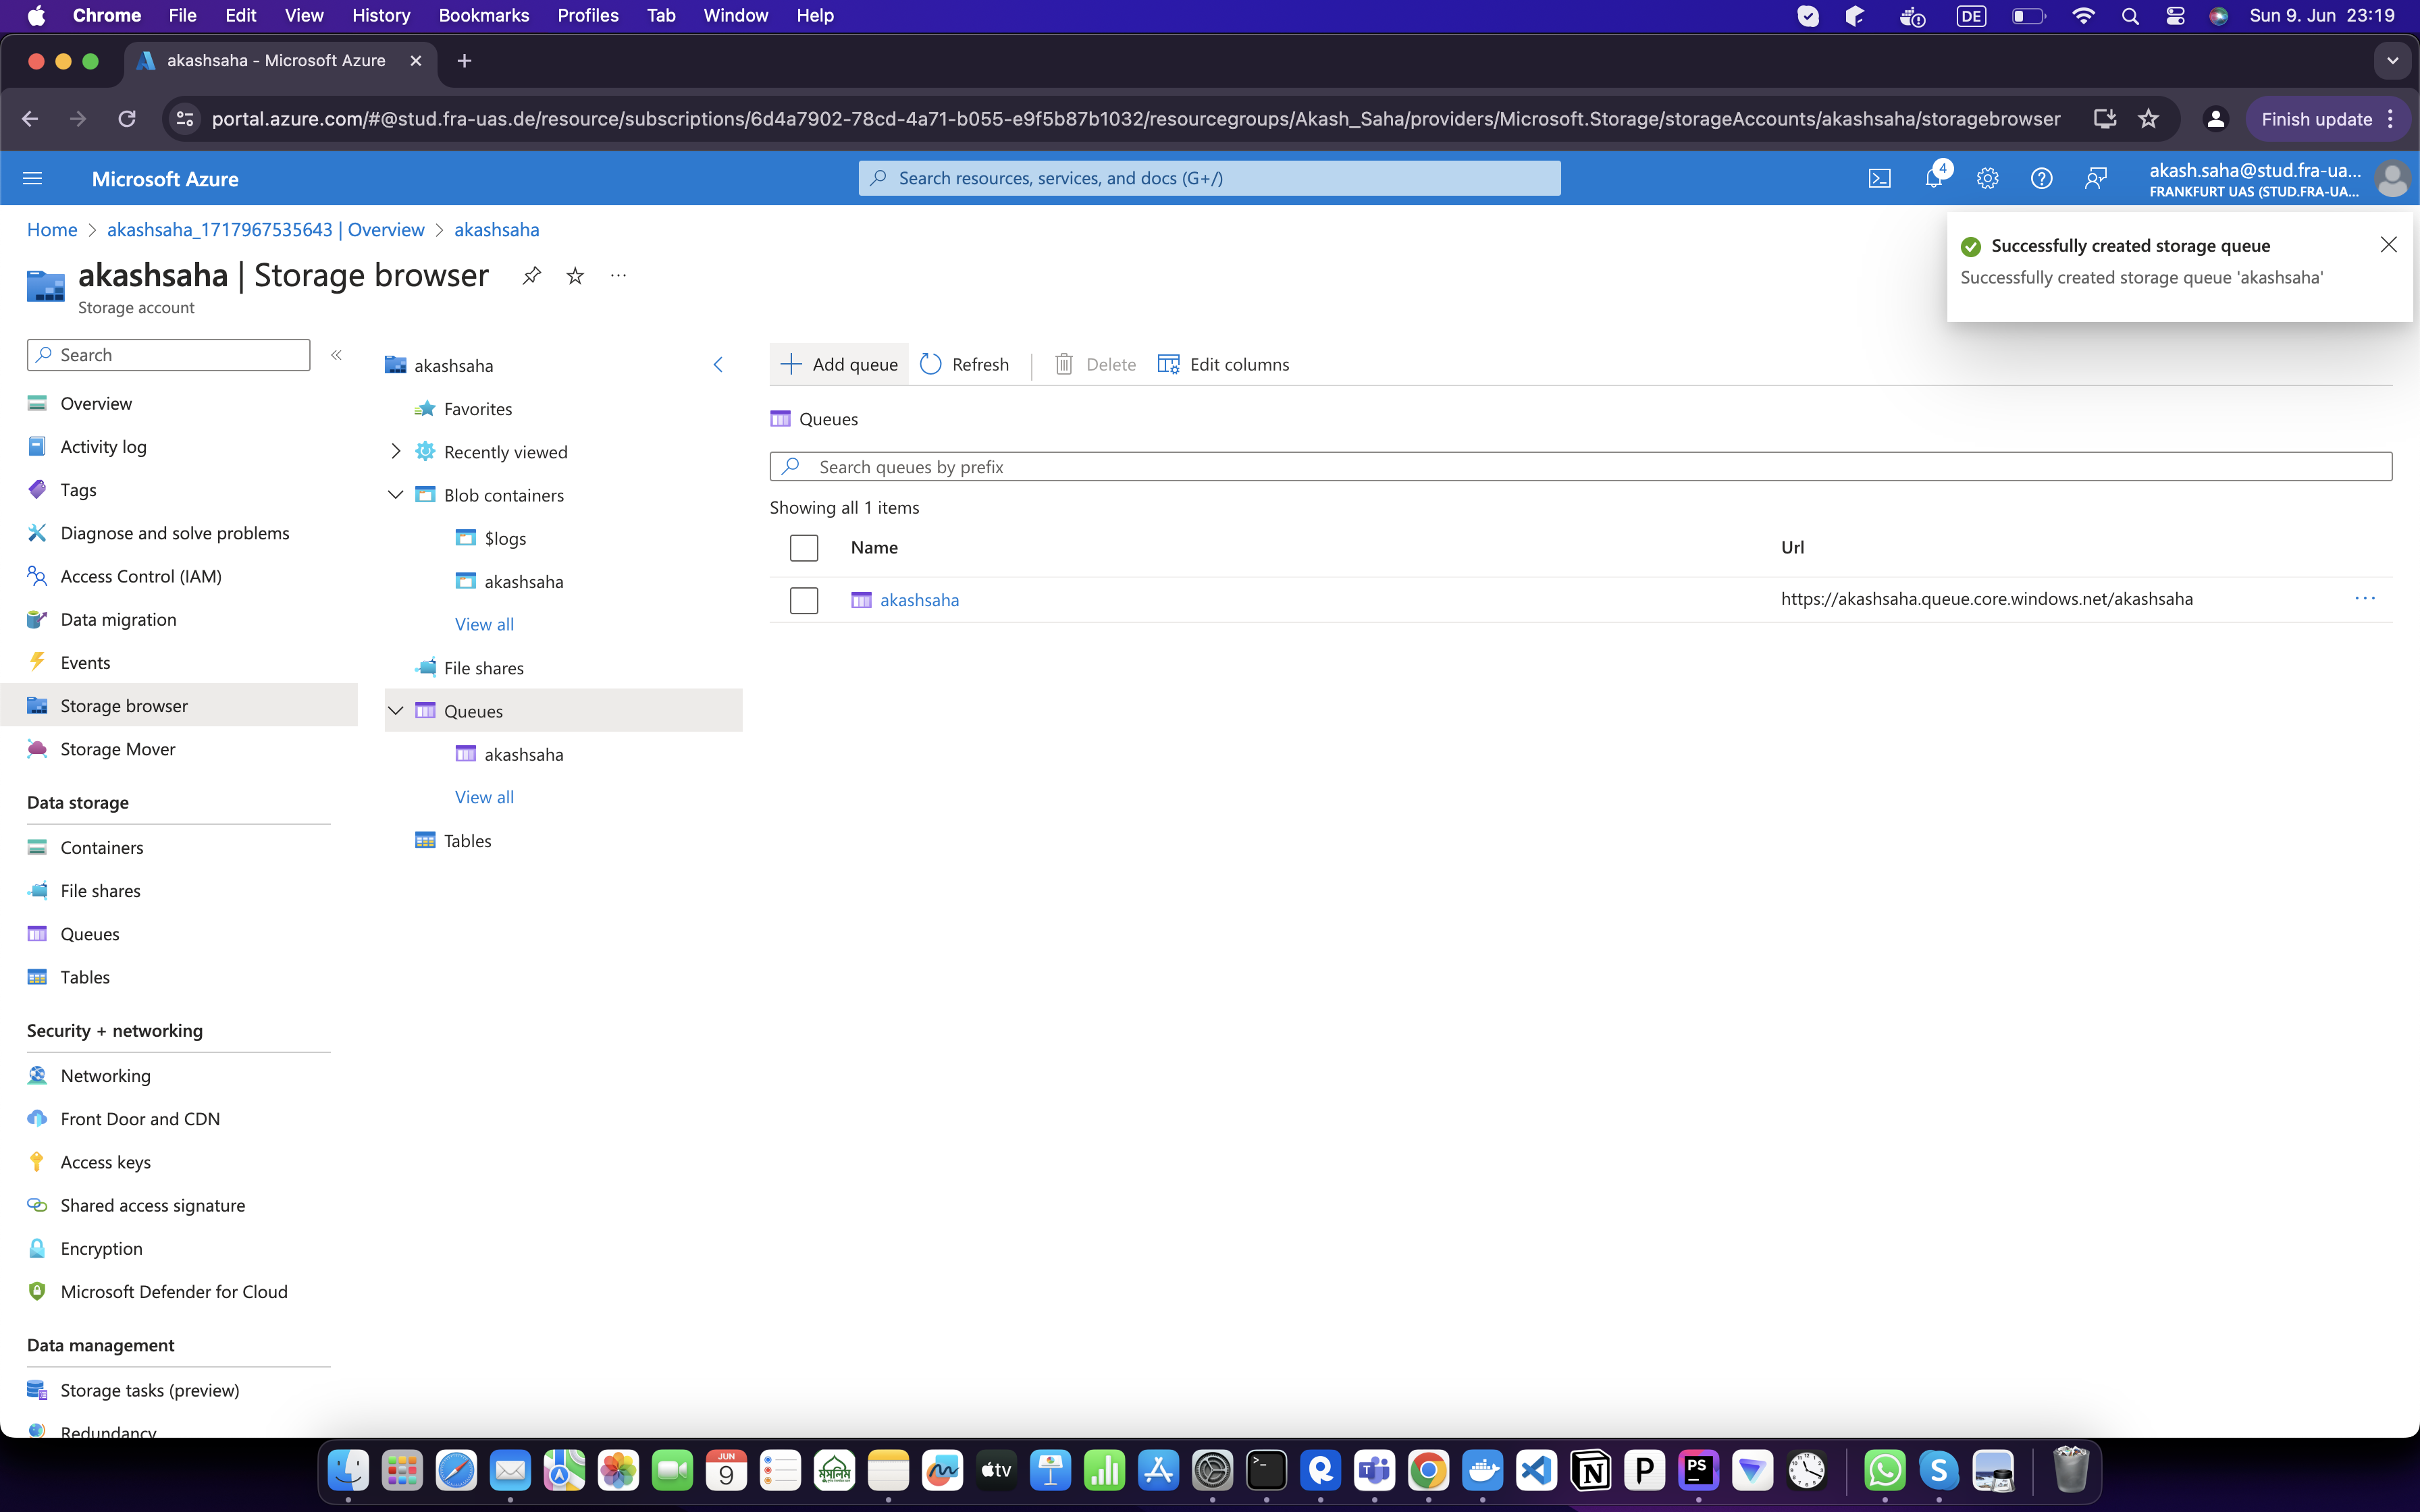 Chrome File Edit View History Bookmarks Profiles Tab Window Help DE Sun 9. Jun 23:19
akashsaha - Microsoft Azure
portal.azure.com/#@stud.fra-uas.de/resource/subscriptions/6d4a7902-78cd-4a71-b055-e9f5b87b1032/resourcegroups/Akash_Saha/providers/Microsoft.Storage/storageAccounts/akashsaha/storagebrowser Finish update
Microsoft Azure
Search resources, services, and docs (G+/)
4
akash.saha@stud.fra-ua...
FRANKFURT UAS (STUD.FRA-UA...
Home > akashsaha_1717967535643 | Overview > akashsaha
akashsaha | Storage browser ...
Storage account
Successfully created storage queue
Successfully created storage queue 'akashsaha'
Search
Overview
Activity log
Tags
Diagnose and solve problems
Access Control (IAM)
Data migration
Events
Storage browser
Storage Mover
Data storage
Containers
File shares
Queues
Tables
Security + networking
Networking
Front Door and CDN
Access keys
Shared access signature
Encryption
Microsoft Defender for Cloud
Data management
Storage tasks (preview)
Redundancy
akashsaha
Favorites
Recently viewed
Blob containers
$logs
akashsaha
View all
File shares
Queues
akashsaha
View all
Tables
Add queue Refresh Delete Edit columns
Queues
Search queues by prefix
Showing all 1 items
Name Url
akashsaha https://akashsaha.queue.core.windows.net/akashsaha ...
JUN
9
মুসলিম
tv
N
P
PS
S